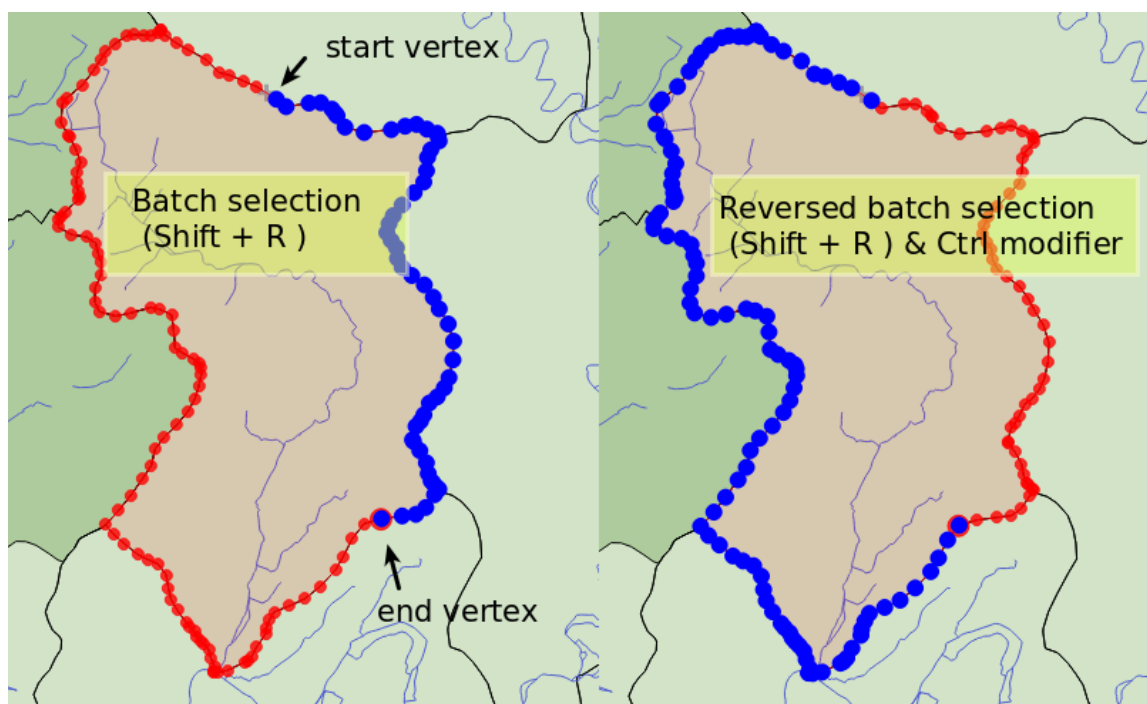 start vertex
Batch selection
(Shift + R )
Reversed batch selection
(Shift + R ) & Ctrl modifier
end vertex